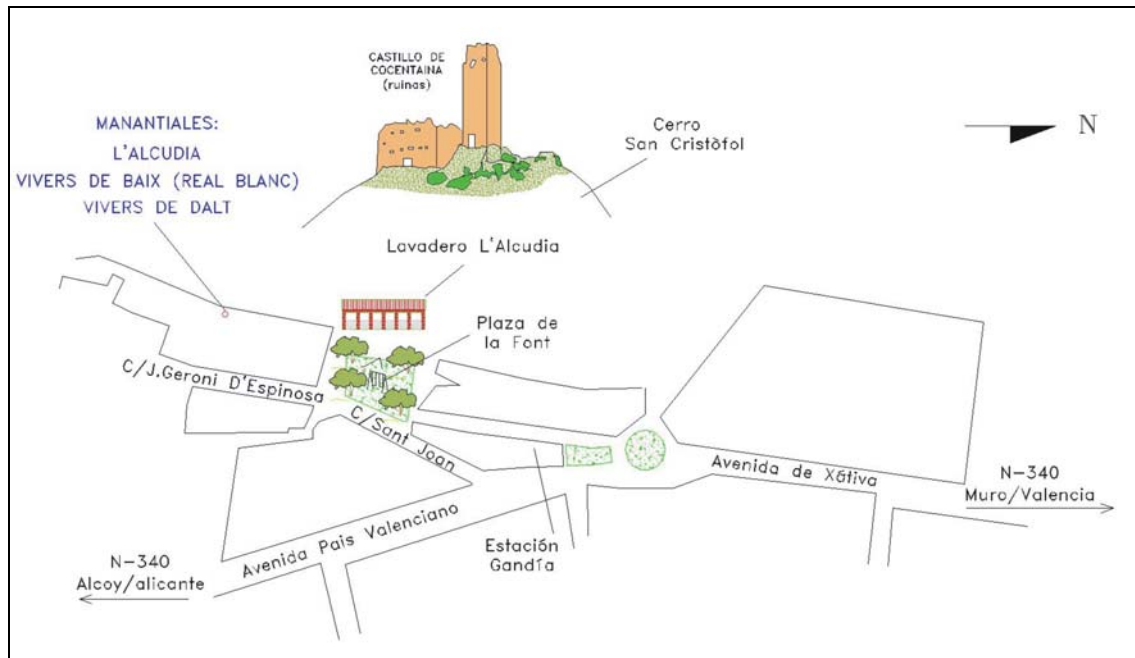 CASTILLO DE
COCENTAINA
(ruinas)
MANANTIALES:
L'ALCUDIA
VIVERS DE BAIX (REAL BLANC)
VIVERS DE DALT
Cerro
San Cristòfol
N
Lavadero L'Alcudia
Plaza de
la Font
C/J.Geroni D'Espinosa
C/Sant Joan
Avenida de Xátiva
N-340
Muro/Valencia
Avenida Pais Valenciano
Estación
Gandía
N-340
Alcoy/alicante